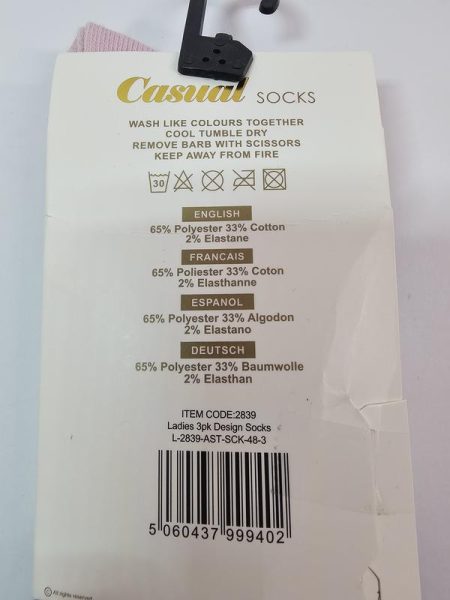 Casual SOCKS
WASH LIKE COLOURS TOGETHER
COOL TUMBLE DRY
REMOVE BARB WITH SCISSORS
KEEP AWAY FROM FIRE
30
ENGLISH
65% Polyester 33% Cotton
2% Elastane
FRANCAIS
65% Poliester 33% Coton
2% Elasthanne
ESPANOL
65% Polyester 33% Algodon
2% Elastano
DEUTSCH
65% Polyester 33% Baumwolle
2% Elasthan
ITEM CODE:2839
Ladies 3pk Design Socks
L-2839-AST-SCK-48-3
5 060437 999402
© All rights reserved